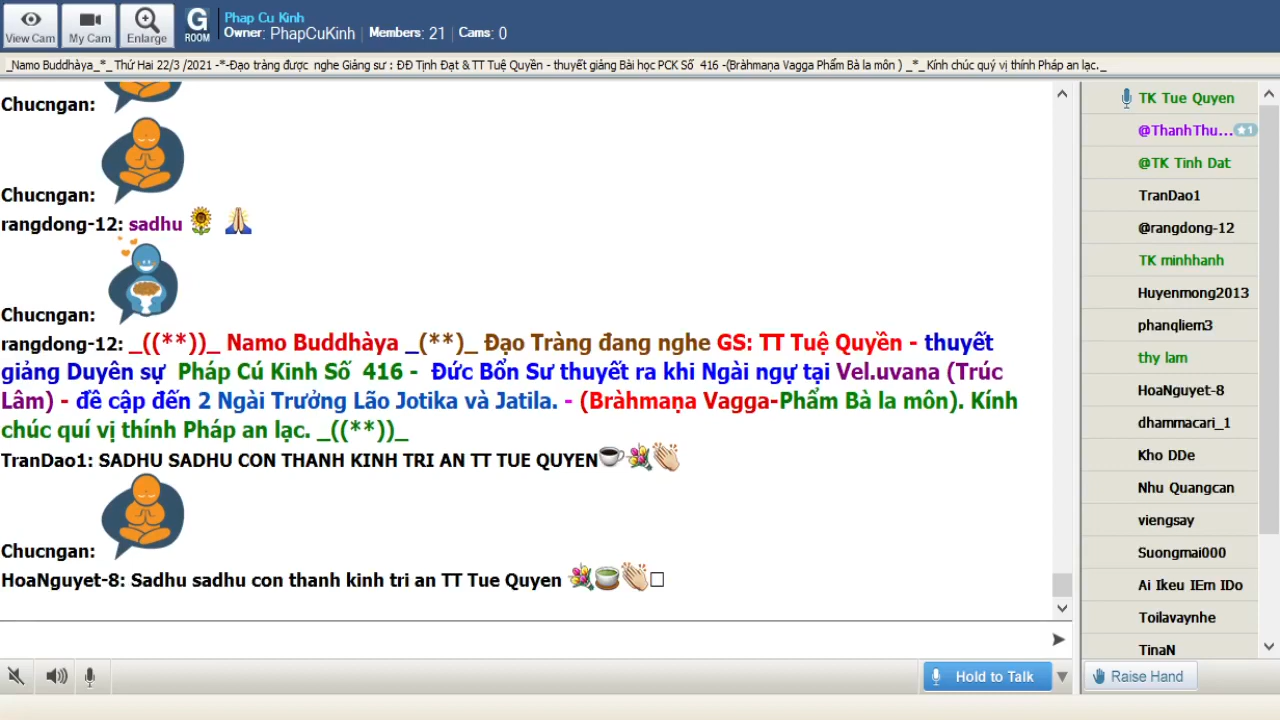 View Cam
My Cam
Enlarge
G
ROOM
Phap Cu Kinh
Owner: PhapCuKinh | Members: 21 | Cams: 0
_Namo Buddhàya_*_ Thứ Hai 22/3 /2021 -*-Đạo tràng được nghe Giảng sư : ĐĐ Tịnh Đạt & TT Tuệ Quyền - thuyết giảng Bài học PCK Số 416 -(Bràhmaṇa Vagga Phẩm Bà la môn ) _*_ Kính chúc quý vị thính Pháp an lạc._
Chucngan:
Chucngan:
rangdong-12: sadhu
Chucngan:
rangdong-12: _((**))_ Namo Buddhàya _(**)_ Đạo Tràng đang nghe GS: TT Tuệ Quyền - thuyết
giảng Duyên sự Pháp Cú Kinh Số 416 - Đức Bổn Sư thuyết ra khi Ngài ngự tại Vel.uvana (Trúc
Lâm) - đề cập đến 2 Ngài Trưởng Lão Jotika và Jatila. - (Bràhmaṇa Vagga-Phẩm Bà la môn). Kính
chúc quí vị thính Pháp an lạc. _((**))_
TranDao1: SADHU SADHU CON THANH KINH TRI AN TT TUE QUYEN
Chucngan:
HoaNguyet-8: Sadhu sadhu con thanh kinh tri an TT Tue Quyen
TK Tue Quyen
@ThanhThu... 1
@TK Tinh Dat
TranDao1
@rangdong-12
TK minhhanh
Huyenmong2013
phanqliem3
thy lam
HoaNguyet-8
dhammacari_1
Kho DDe
Nhu Quangcan
viengsay
Suongmai000
Ai Ikeu IEm IDo
Toilavaynhe
TinaN
Hold to Talk
Raise Hand